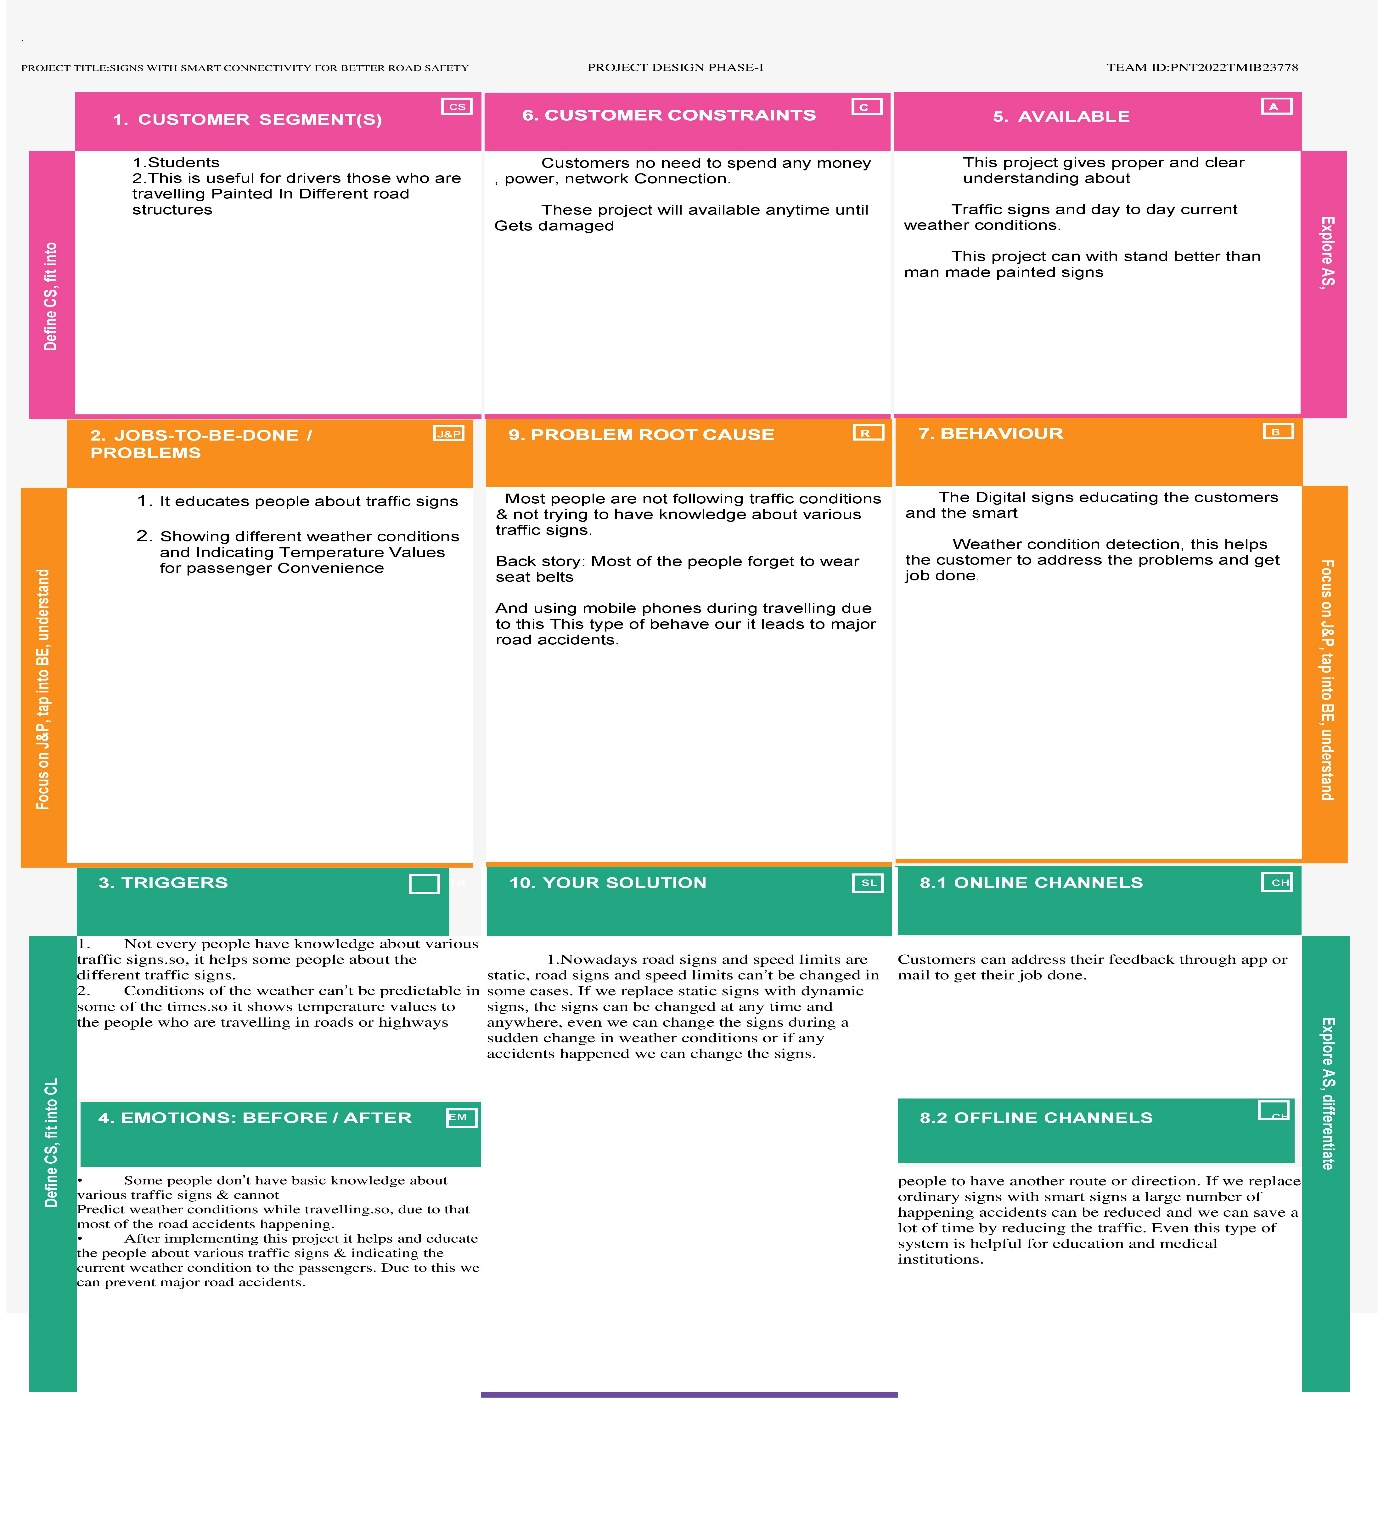 .
PROJECT TITLE:SIGNS WITH SMART CONNECTIVITY FOR BETTER ROAD SAFETY
PROJECT DESIGN PHASE-I
TEAM ID:PNT2022TMIB23778
1. CUSTOMER SEGMENT(S)
CS
1.Students
2.This is useful for drivers those who are
travelling Painted In Different road
structures
Define CS, fit into
6. CUSTOMER CONSTRAINTS
C
Customers no need to spend any money
, power, network Connection.
These project will available anytime until
Gets damaged
5. AVAILABLE
A
This project gives proper and clear
understanding about
Traffic signs and day to day current
weather conditions.
This project can with stand better than
man made painted signs
Explore AS,
2. JOBS-TO-BE-DONE /
PROBLEMS
J&P
1. It educates people about traffic signs
2. Showing different weather conditions
and Indicating Temperature Values
for passenger Convenience
Focus on J&P, tap into BE, understand
9. PROBLEM ROOT CAUSE
R
Most people are not following traffic conditions
& not trying to have knowledge about various
traffic signs.
Back story: Most of the people forget to wear
seat belts
And using mobile phones during travelling due
to this This type of behave our it leads to major
road accidents.
7. BEHAVIOUR
B
The Digital signs educating the customers
and the smart
Weather condition detection, this helps
the customer to address the problems and get
job done.
Focus on J&P, tap into BE, understand
3. TRIGGERS
1. Not every people have knowledge about various
traffic signs.so, it helps some people about the
different traffic signs.
2. Conditions of the weather can't be predictable in
some of the times.so it shows temperature values to
the people who are travelling in roads or highways
Define CS, fit into CL
4. EMOTIONS: BEFORE / AFTER
EM
• Some people don't have basic knowledge about
various traffic signs & cannot
Predict weather conditions while travelling.so, due to that
most of the road accidents happening.
• After implementing this project it helps and educate
the people about various traffic signs & indicating the
current weather condition to the passengers. Due to this we
can prevent major road accidents.
10. YOUR SOLUTION
SL
1.Nowadays road signs and speed limits are
static, road signs and speed limits can't be changed in
some cases. If we replace static signs with dynamic
signs, the signs can be changed at any time and
anywhere, even we can change the signs during a
sudden change in weather conditions or if any
accidents happened we can change the signs.
8.1 ONLINE CHANNELS
CH
Customers can address their feedback through app or
mail to get their job done.
8.2 OFFLINE CHANNELS
CH
people to have another route or direction. If we replace
ordinary signs with smart signs a large number of
happening accidents can be reduced and we can save a
lot of time by reducing the traffic. Even this type of
system is helpful for education and medical
institutions.
Explore AS, differentiate